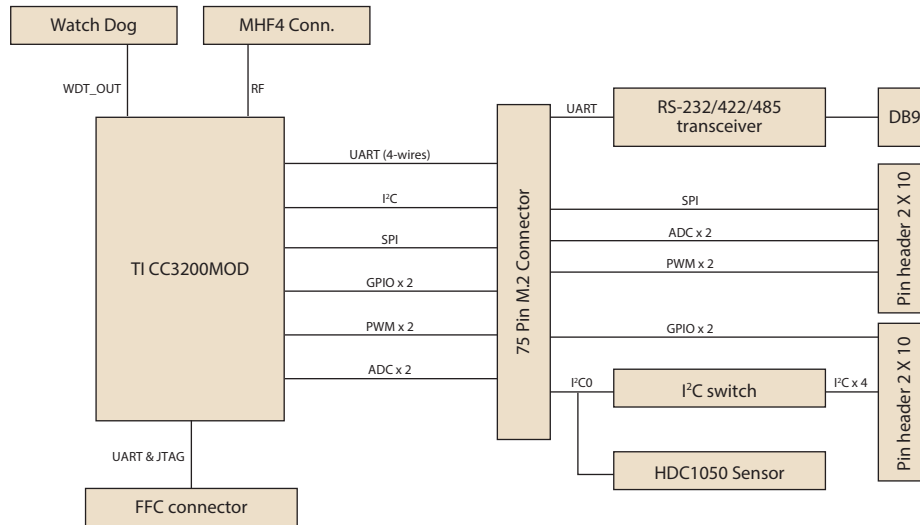 Watch Dog
MHF4 Conn.
WDT_OUT
RF
TI CC3200MOD
UART (4-wires)
I²C
SPI
GPIO x 2
PWM x 2
ADC x 2
UART & JTAG
FFC connector
75 Pin M.2 Connector
UART
RS-232/422/485
transceiver
DB9
SPI
ADC x 2
PWM x 2
Pin header 2 X 10
GPIO x 2
I²C0
I²C switch
I²C x 4
Pin header 2 X 10
HDC1050 Sensor